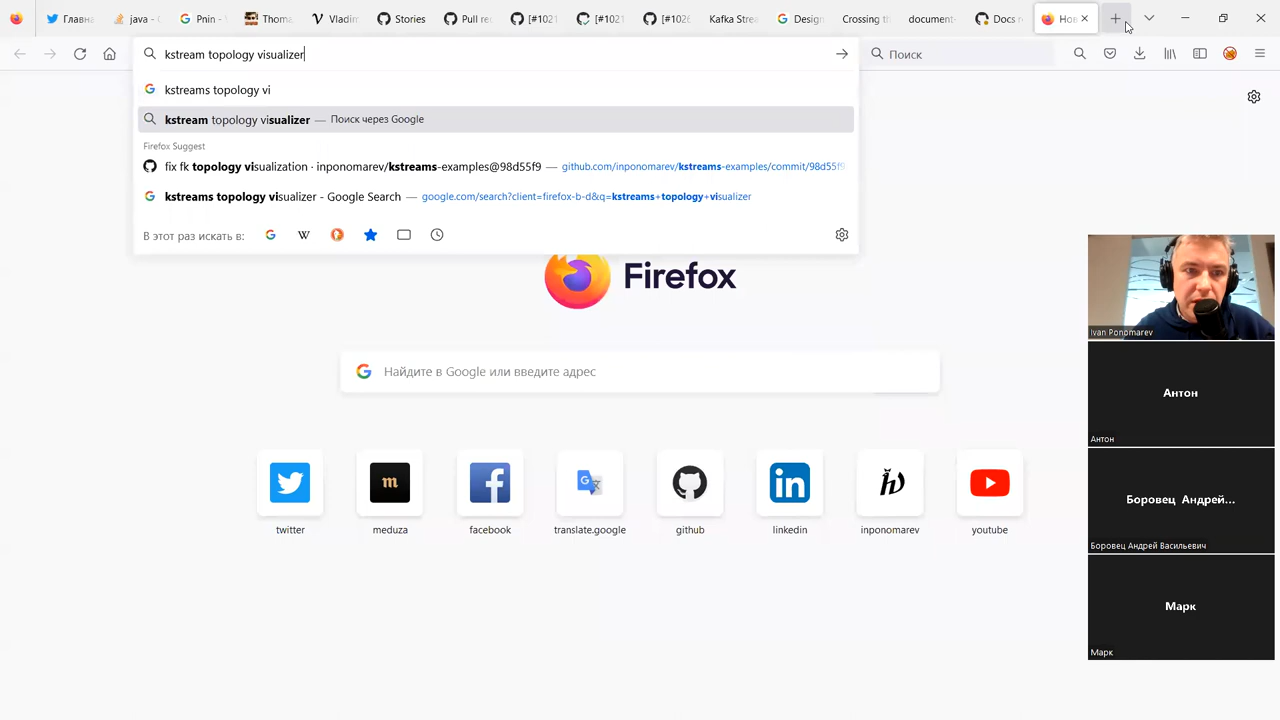 Главна
java - (
Pnin - 
Thoma
Vladim
Stories
Pull re
[#1021
[#1021
[#1026
Kafka Strea
Design
Crossing th
document
Docs r
Нов
kstream topology visualizer
Поиск
kstreams topology vi
kstream topology visualizer — Поиск через Google
Firefox Suggest
fix fk topology visualization · inponomarev/kstreams-examples@98d55f9 — github.com/inponomarev/kstreams-examples/commit/98d55f9
kstreams topology visualizer - Google Search — google.com/search?client=firefox-b-d&q=kstreams+topology+visualizer
В этот раз искать в:
Firefox
Найдите в Google или введите адрес
twitter
meduza
facebook
translate.google
github
linkedin
inponomarev
youtube
Ivan Ponomarev
Антон
Антон
Боровец Андрей...
Боровец Андрей Васильевич
Марк
Марк